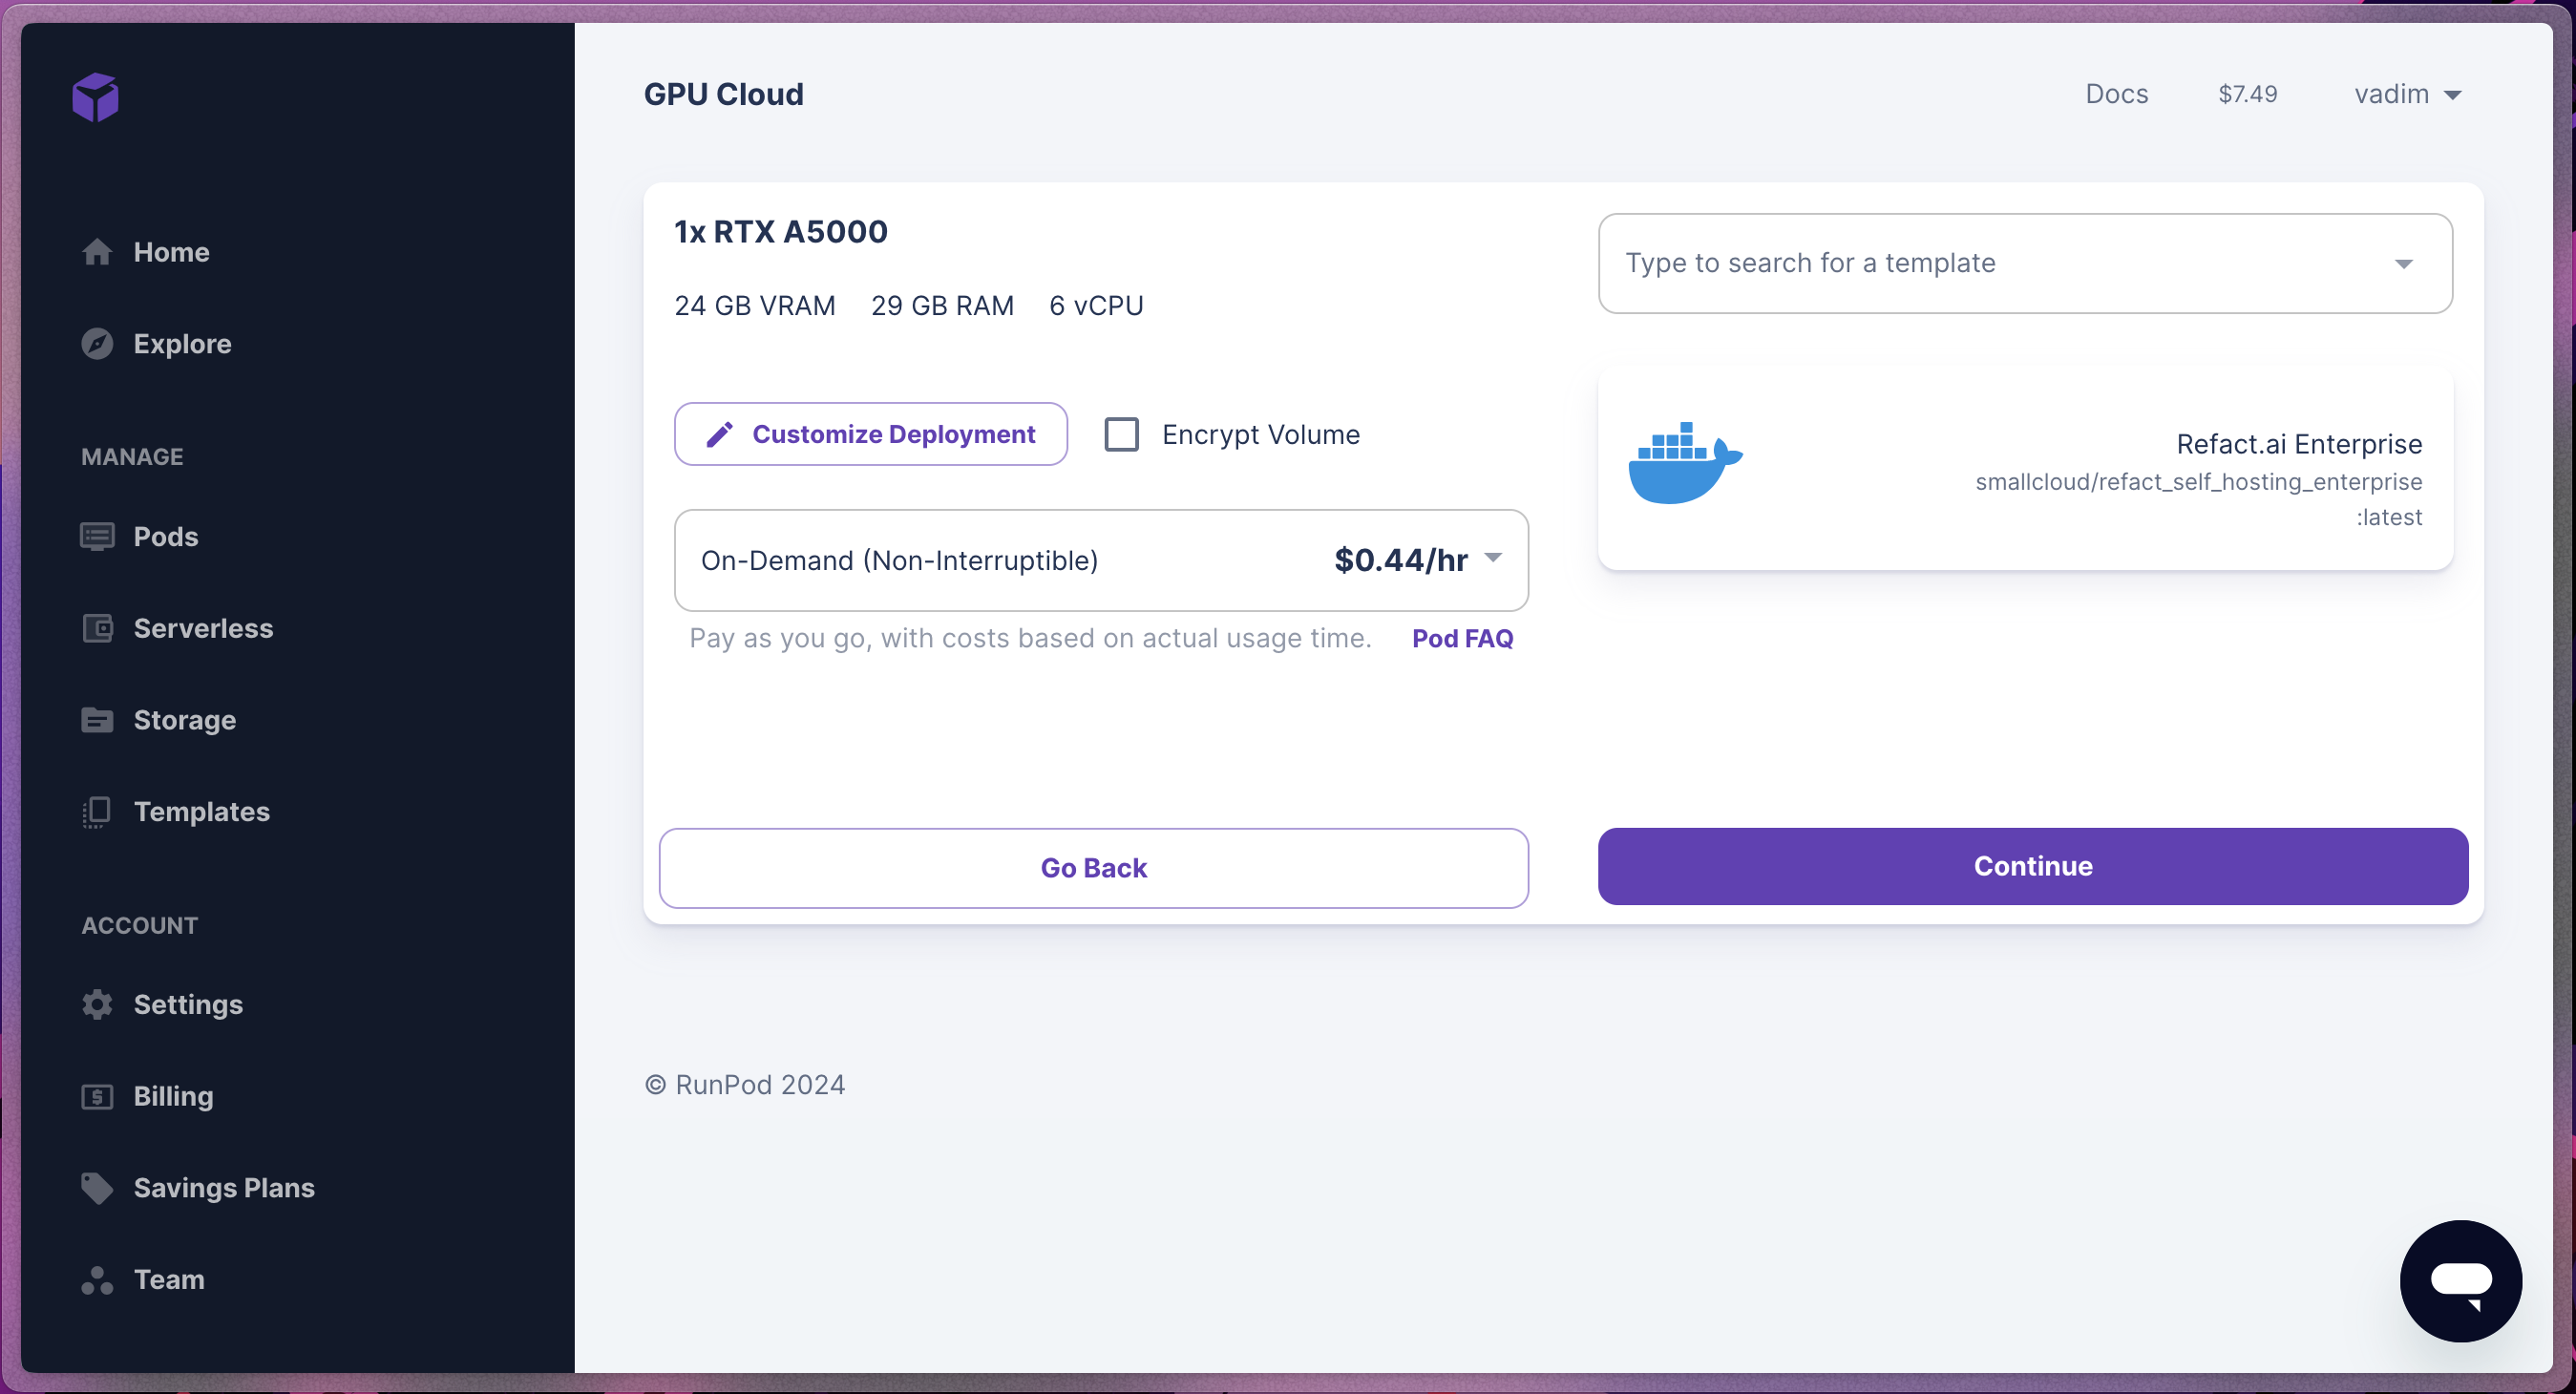 Home
Explore
MANAGE
Pods
Serverless
Storage
Templates
ACCOUNT
Settings
Billing
Savings Plans
Team
GPU Cloud
Docs
$7.49
vadim
1x RTX A5000
24 GB VRAM 29 GB RAM 6 vCPU
Customize Deployment
Encrypt Volume
On-Demand (Non-Interruptible) $0.44/hr
Pay as you go, with costs based on actual usage time. Pod FAQ
Type to search for a template
Refact.ai Enterprise
smallcloud/refact_self_hosting_enterprise
:latest
Go Back
Continue
© RunPod 2024